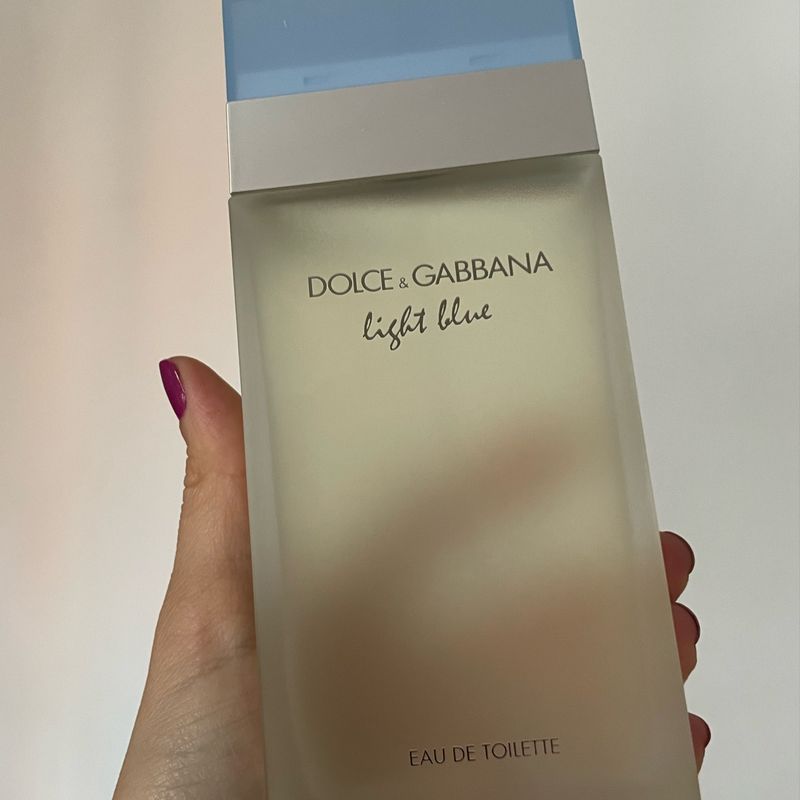 DOLCE & GABBANA
light blue
EAU DE TOILETTE